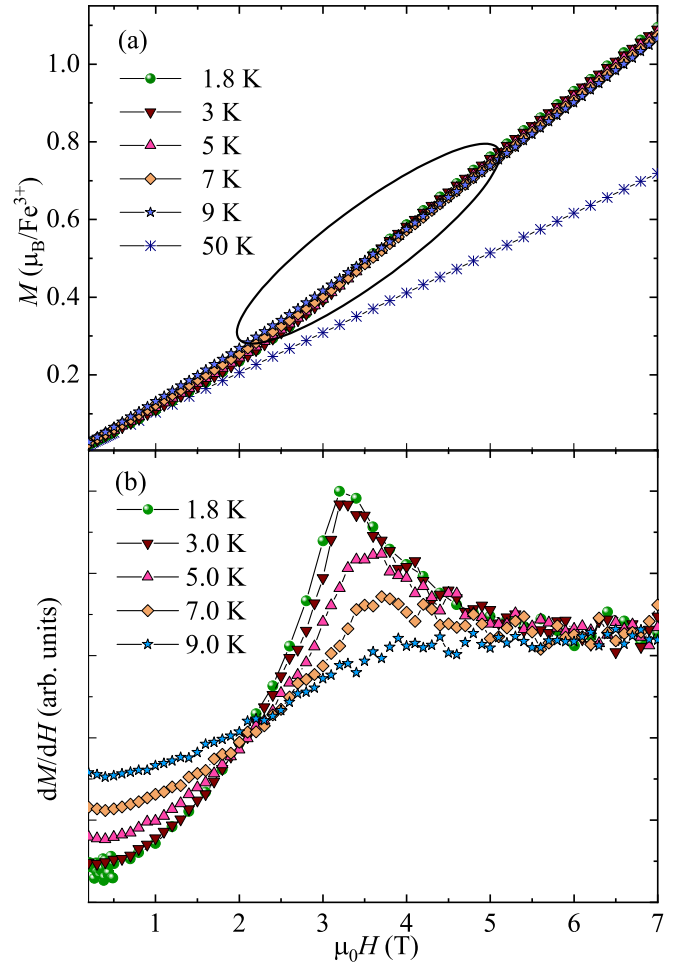 (a)
1.8 K
3 K
5 K
7 K
9 K
50 K
1.0
0.8
0.6
0.4
0.2
M (μB/Fe3+)
(b)
1.8 K
3.0 K
5.0 K
7.0 K
9.0 K
dM/dH (arb. units)
1 2 3 4 5 6 7
μ0H (T)